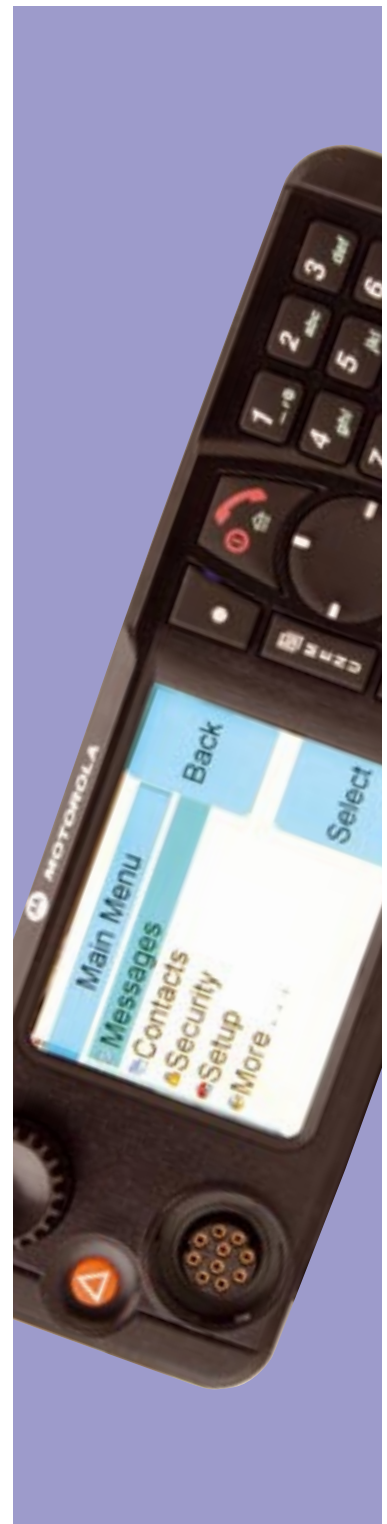 MOTOROLA
Main Menu
Messages
Contacts
Security
Setup
More...
Back
Select
MENU
1
2 abc
3 def
4 ghi
5 jkl
6
7